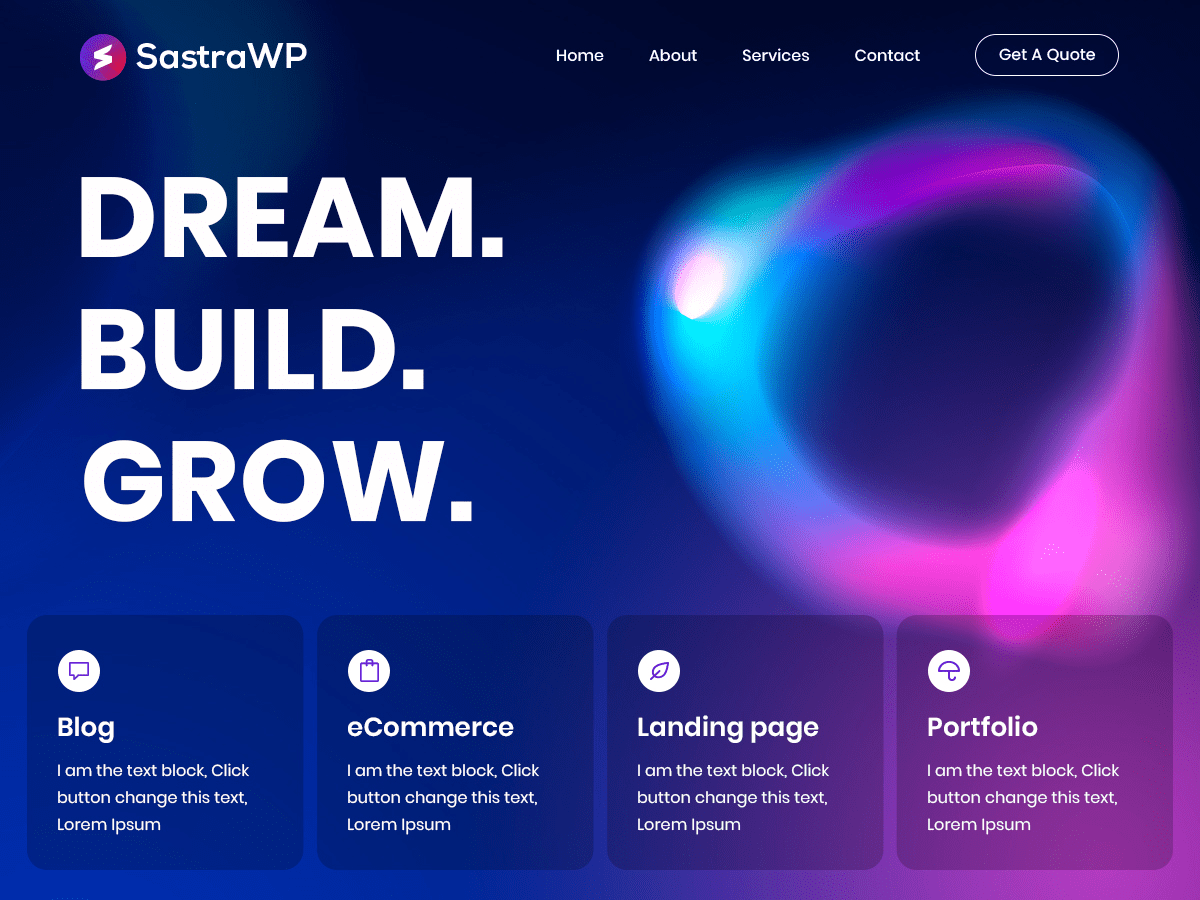 SastraWP
Home About Services Contact Get A Quote
DREAM.
BUILD.
GROW.
Blog
I am the text block, Click
button change this text,
Lorem Ipsum
eCommerce
I am the text block, Click
button change this text,
Lorem Ipsum
Landing page
I am the text block, Click
button change this text,
Lorem Ipsum
Portfolio
I am the text block, Click
button change this text,
Lorem Ipsum